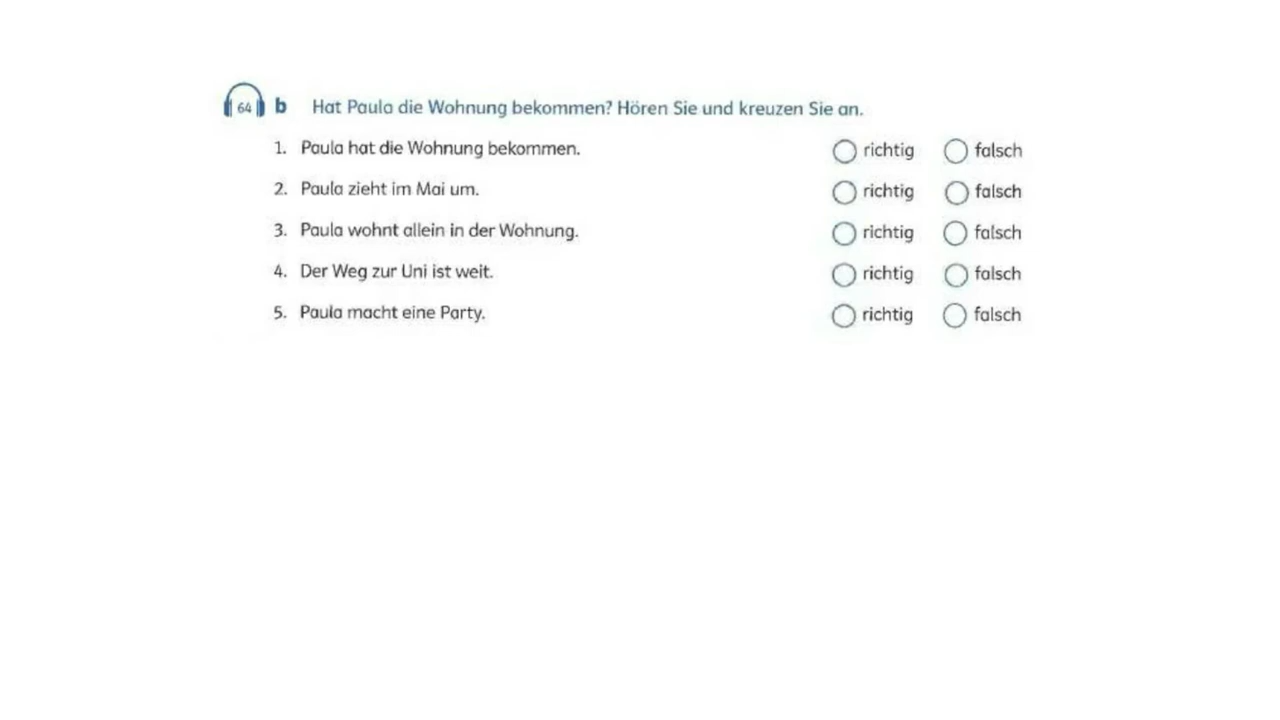 64 b Hat Paula die Wohnung bekommen? Hören Sie und kreuzen Sie an.
1. Paula hat die Wohnung bekommen. richtig falsch
2. Paula zieht im Mai um. richtig falsch
3. Paula wohnt allein in der Wohnung. richtig falsch
4. Der Weg zur Uni ist weit. richtig falsch
5. Paula macht eine Party. richtig falsch